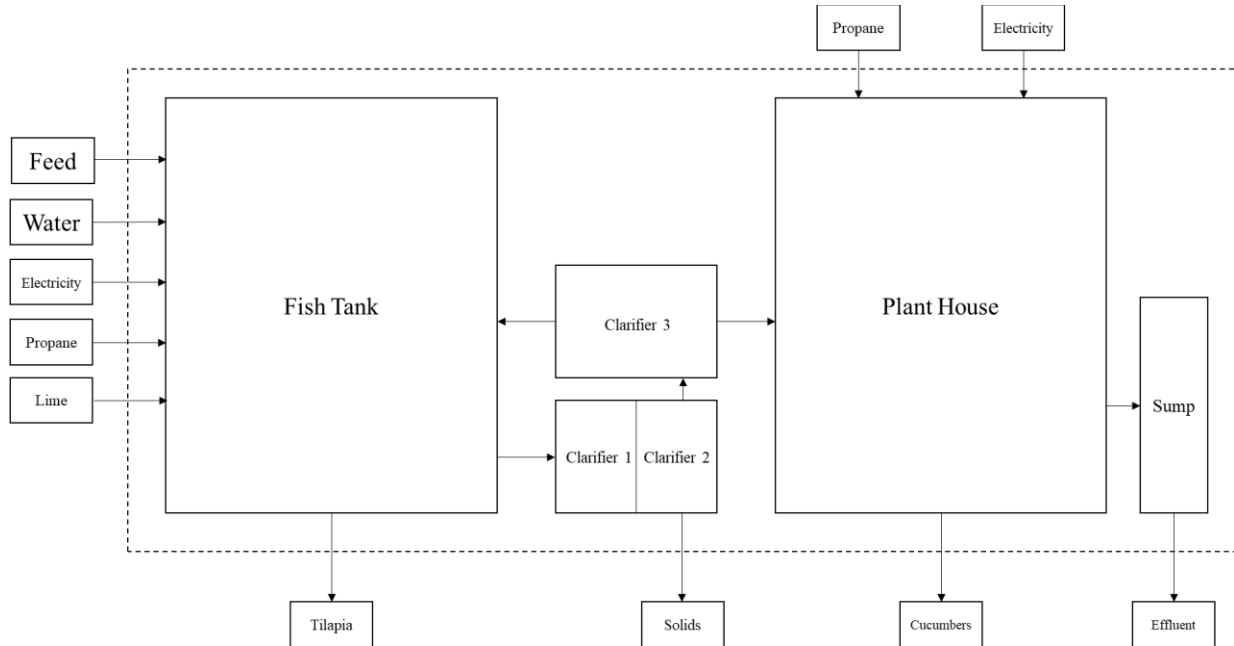 Propane
Electricity
Feed
Water
Electricity
Propane
Lime
Fish Tank
Clarifier 3
Clarifier 1
Clarifier 2
Plant House
Sump
Tilapia
Solids
Cucumbers
Effluent